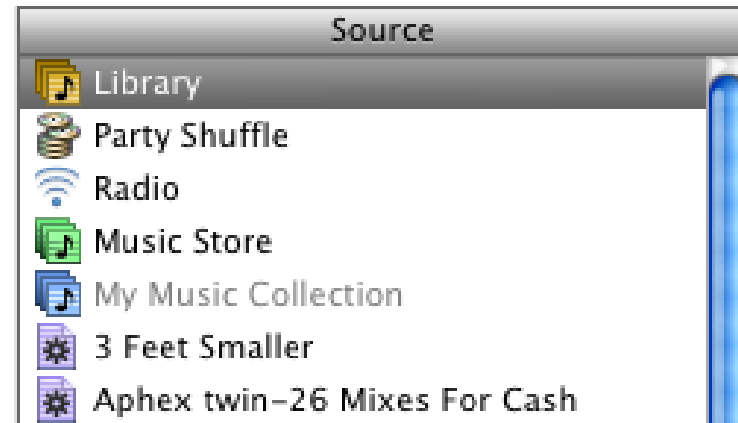 Source
Library
Party Shuffle
Radio
Music Store
My Music Collection
3 Feet Smaller
Aphex twin-26 Mixes For Cash